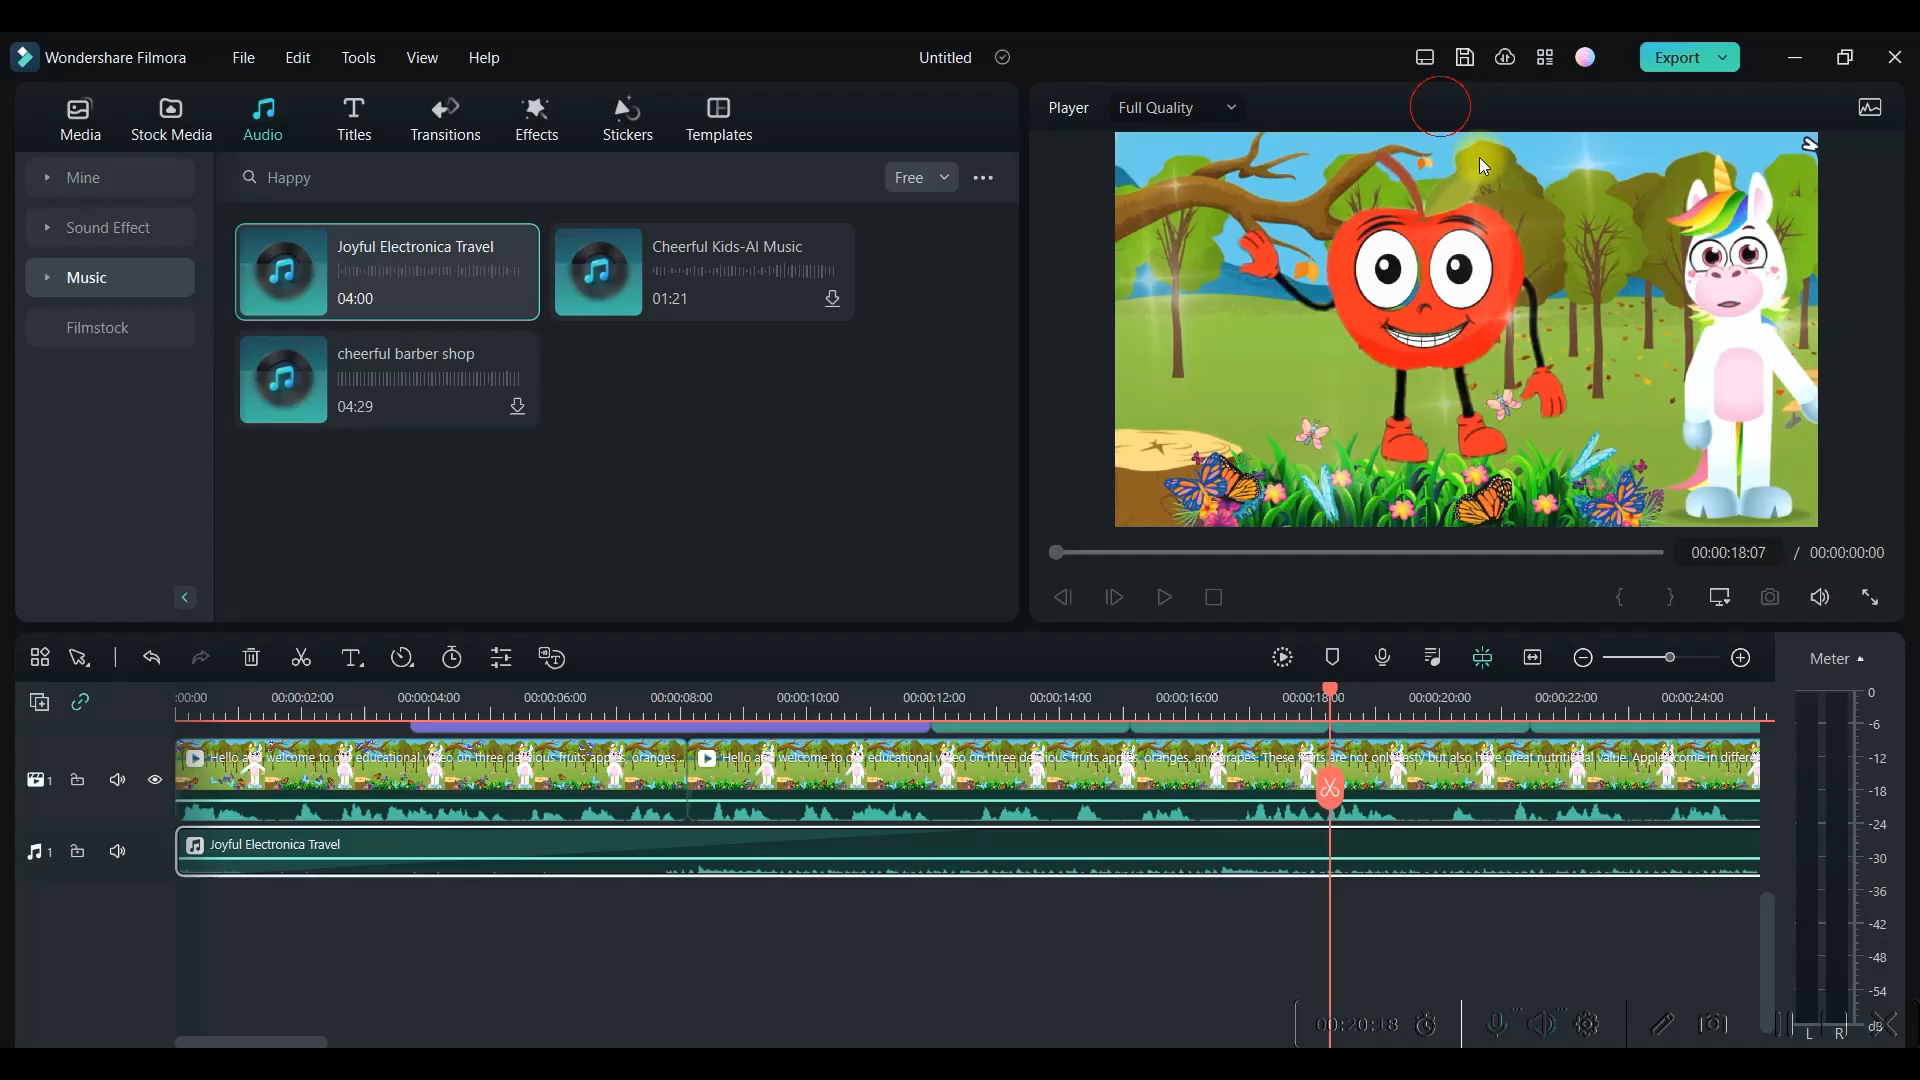 Wondershare Filmora File Edit Tools View Help Untitled Export
Media Stock Media Audio Titles Transitions Effects Stickers Templates
Player Full Quality
Mine
Sound Effect
Music
Filmstock
Happy Free
Joyful Electronica Travel
04:00
Cheerful Kids-AI Music
01:21
cheerful barber shop
04:29
00:00:18:07 / 00:00:00:00
Meter
:00:00 00:00:02:00 00:00:04:00 00:00:06:00 00:00:08:00 00:00:10:00 00:00:12:00 00:00:14:00 00:00:16:00 00:00:18:00 00:00:20:00 00:00:22:00 00:00:24:00
1
Hello and welcome to our educational video on three delicious fruits apples, oranges,...
Hello and welcome to our educational video on three delicious fruits apples, oranges, and grapes. These fruits are not only tasty but also have great nutritional value. Apples come in differe
1
Joyful Electronica Travel
0
-6
-12
-18
-24
-30
-36
-42
-48
-54
dB
L R
00:20:18